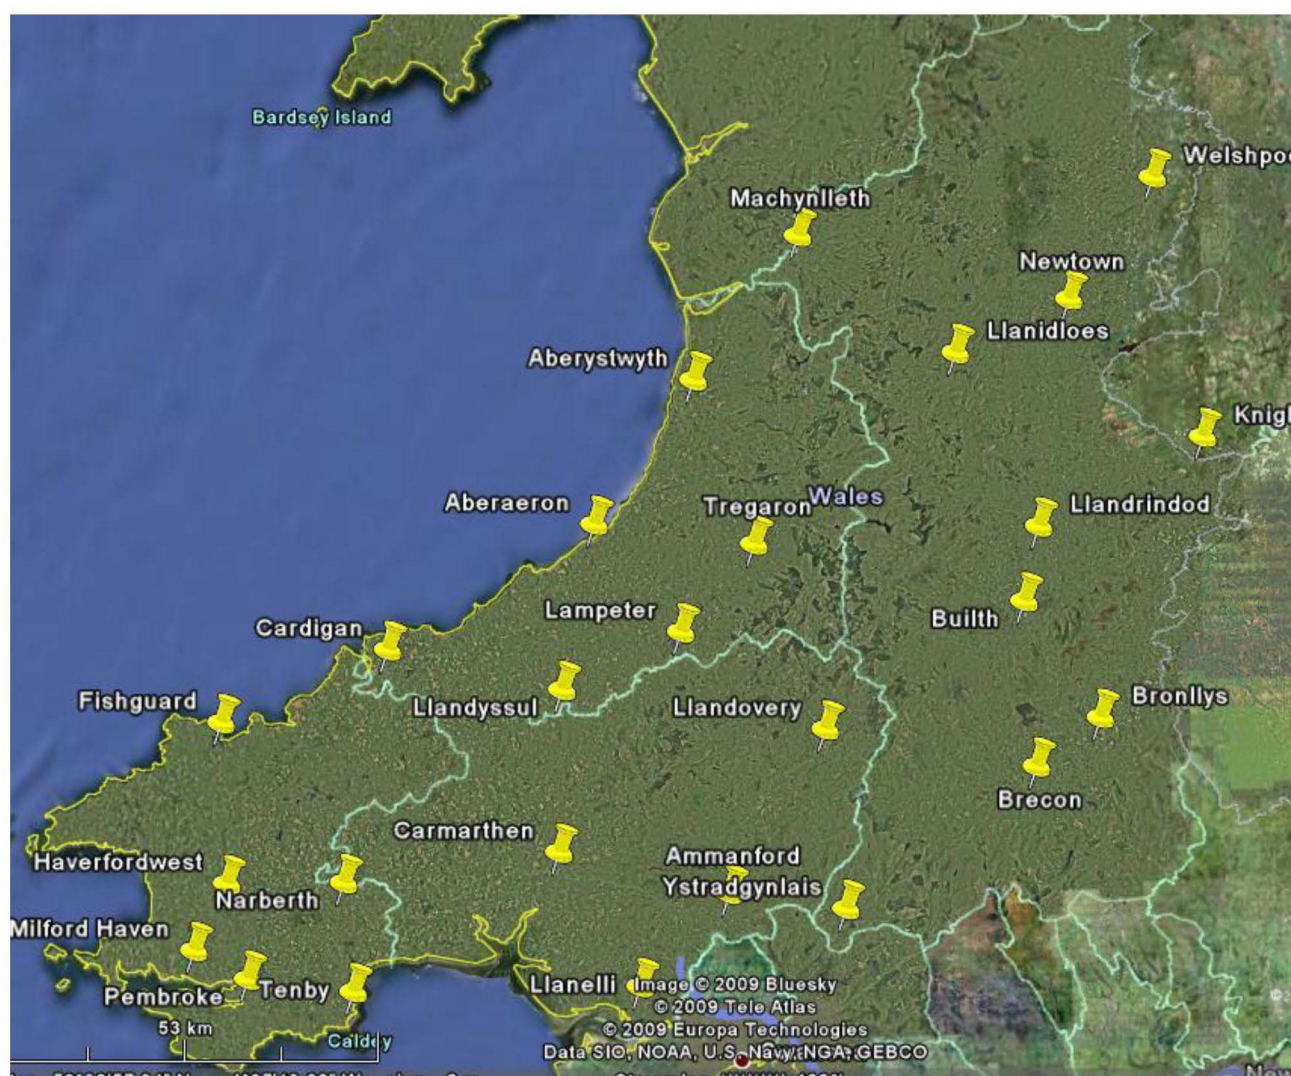 Bardsey Island
Welshpoo
Machynlleth
Newtown
Llanidloes
Aberystwyth
Knigh
Aberaeron
Tregaron
Wales
Llandrindod
Lampeter
Builth
Cardigan
Fishguard
Llandyssul
Llandovery
Bronllys
Brecon
Carmarthen
Ammanford
Haverfordwest
Ystradgynlais
Narberth
Milford Haven
Llanelli
Image © 2009 Bluesky
Pembroke
Tenby
© 2009 Tele Atlas
53 km
© 2009 Europa Technologies
Caldey
Data SIO, NOAA, U.S. Navy, NGA, GEBCO